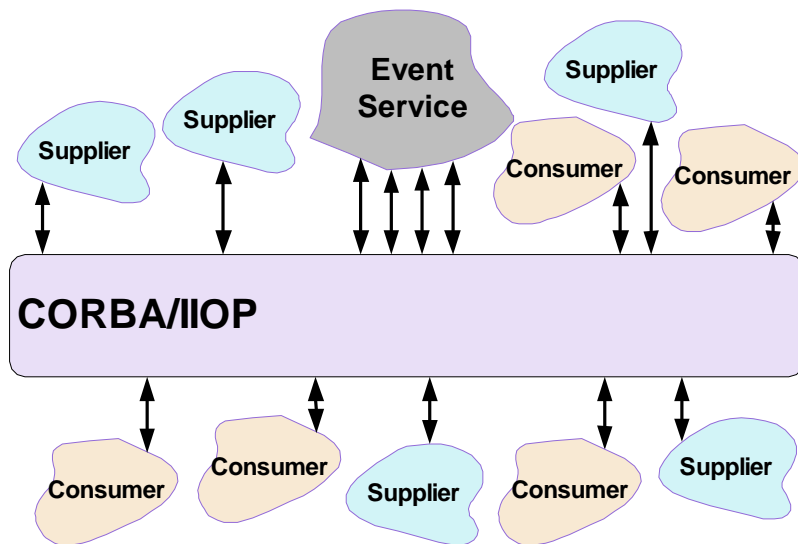 Event
Service
Supplier
Supplier
Supplier
Consumer
Consumer
CORBA/IIOP
Consumer
Consumer
Supplier
Consumer
Supplier